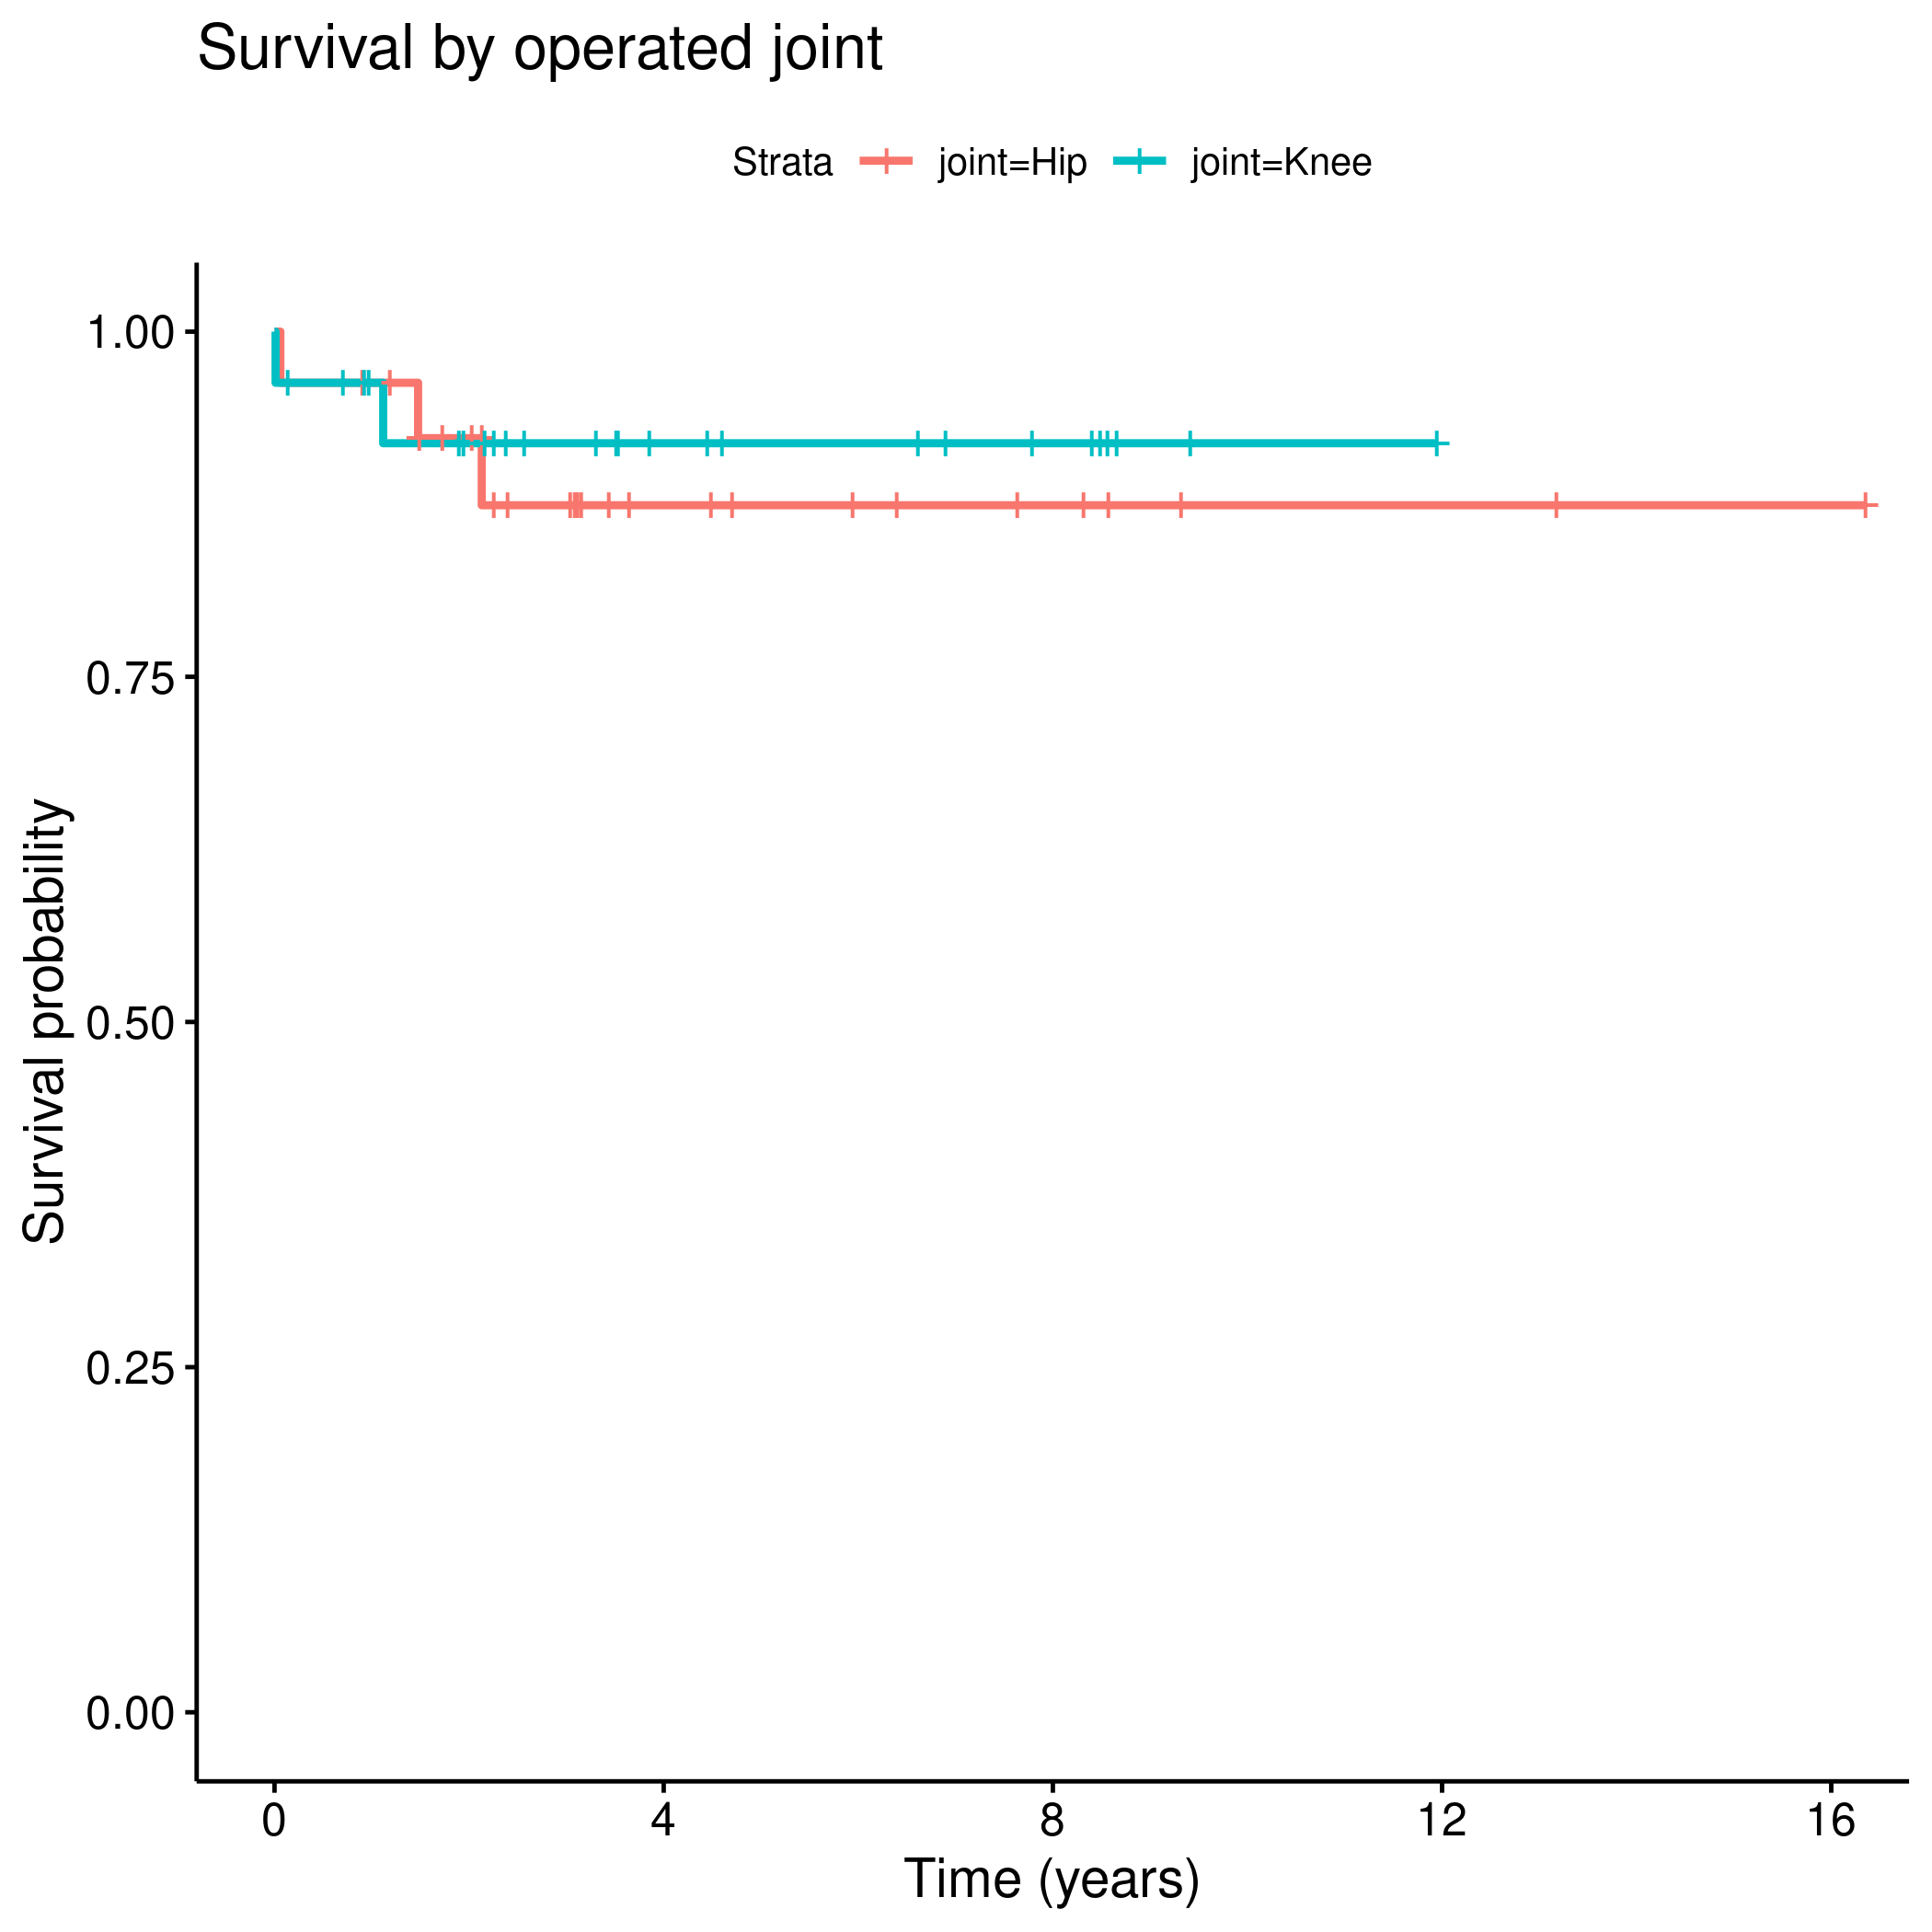 Survival by operated joint
Strata joint=Hip joint=Knee
1.00
0.75
0.50
0.25
0.00
Survival probability
0 4 8 12 16
Time (years)